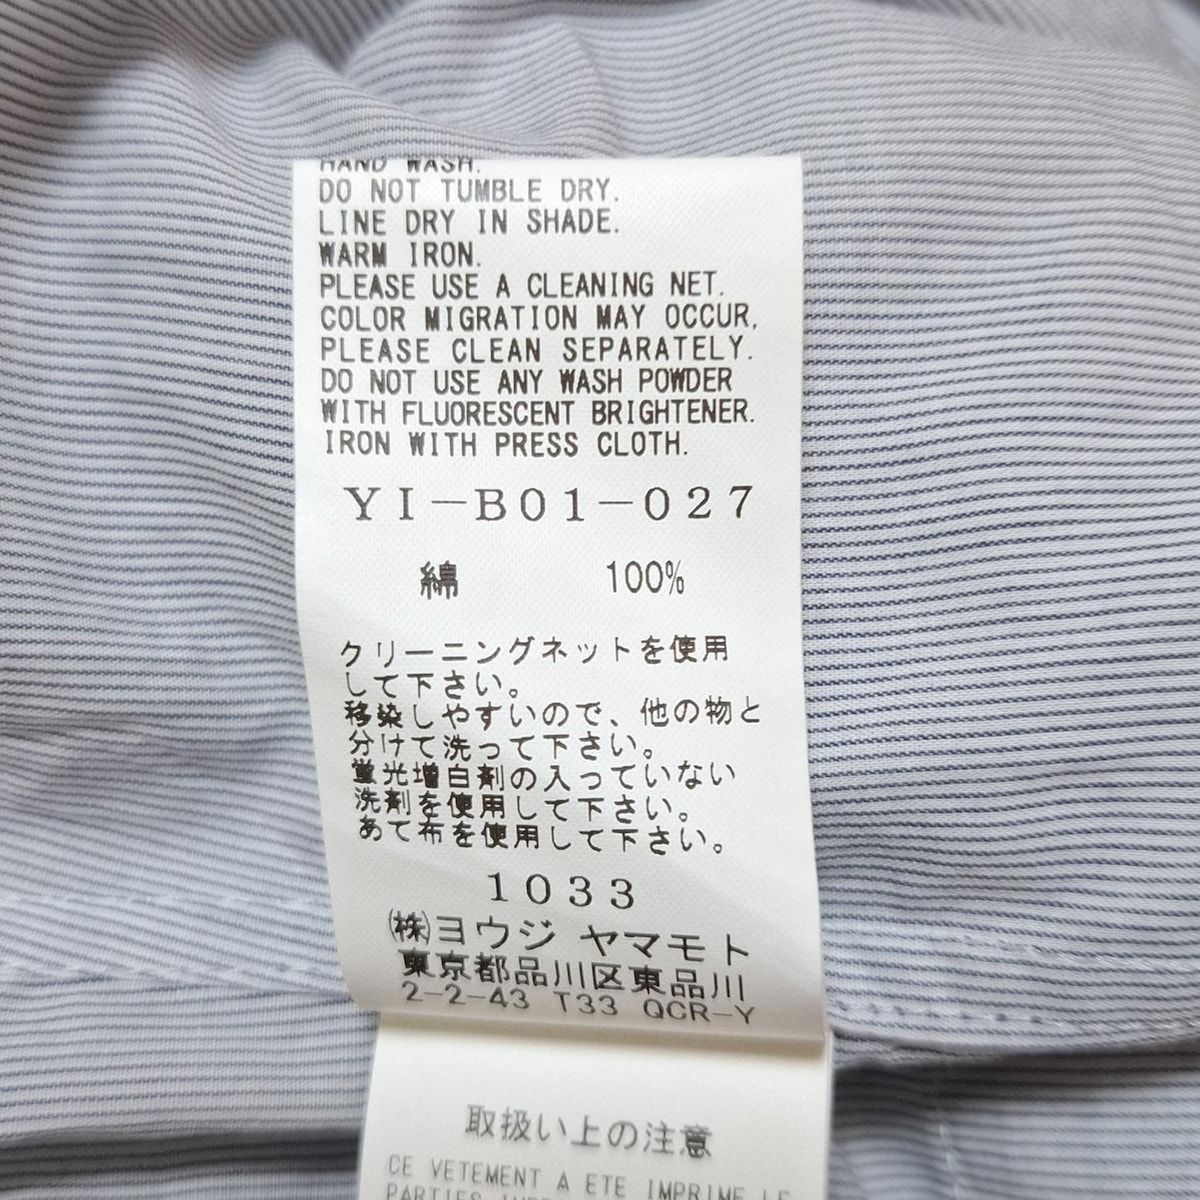 HAND WASH.
DO NOT TUMBLE DRY.
LINE DRY IN SHADE.
WARM IRON.
PLEASE USE A CLEANING NET.
COLOR MIGRATION MAY OCCUR,
PLEASE CLEAN SEPARATELY.
DO NOT USE ANY WASH POWDER
WITH FLUORESCENT BRIGHTENER.
IRON WITH PRESS CLOTH.
YI-B01-027
綿 100%
クリーニングネットを使用
して下さい。
移染しやすいので、他の物と
分けて洗って下さい。
蛍光増白剤の入っていない
洗剤を使用して下さい。
あて布を使用して下さい。
1033
㈱ヨウジ ヤマモト
東京都品川区東品川
2-2-43 T33 QCR-Y
取扱い上の注意
CE VETEMENT A ETE IMPRIME LE
PARTIES